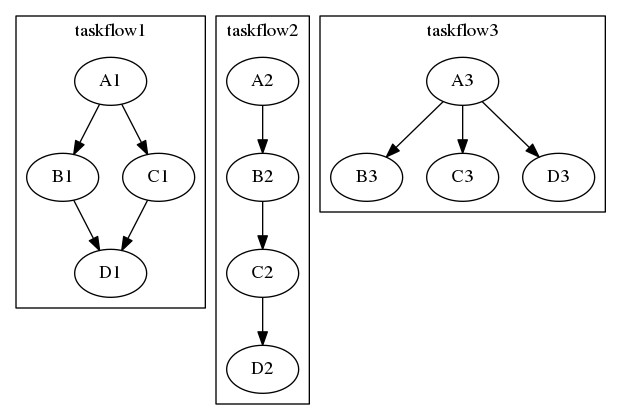 taskflow1
A1
B1
C1
D1
taskflow2
A2
B2
C2
D2
taskflow3
A3
B3
C3
D3